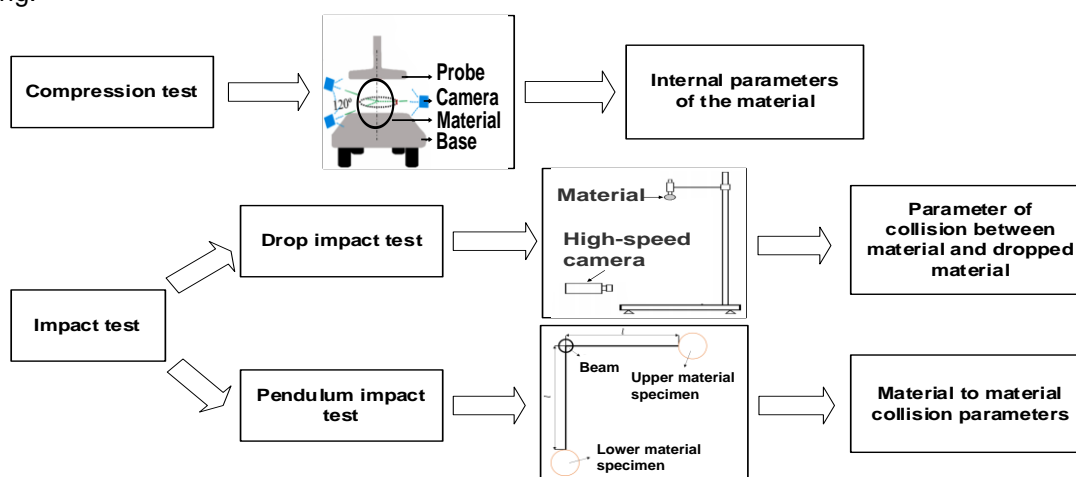 ng.
Compression test
120°
Probe
Camera
Material
Base
Internal parameters
of the material
Impact test
Drop impact test
Material
High-speed
camera
Parameter of
collision between
material and dropped
material
Pendulum impact
test
l
l
Beam
Upper material
specimen
Lower material
specimen
Material to material
collision parameters